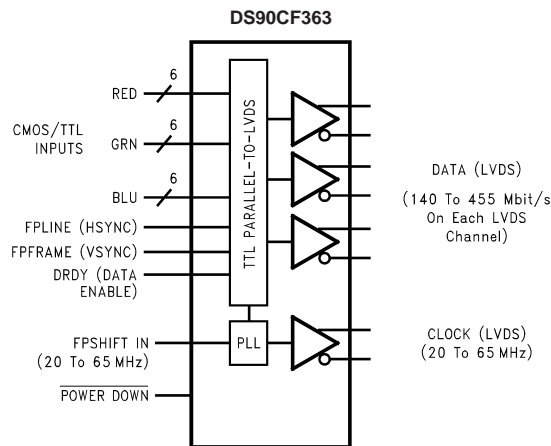 DS90CF363
6
RED
6
CMOS/TTL
INPUTS
GRN
6
BLU
FPLINE (HSYNC)
FPFRAME (VSYNC)
DRDY (DATA
ENABLE)
FPSHIFT IN
(20 To 65 MHz)
POWER DOWN
TTL PARALLEL-TO-LVDS
PLL
DATA (LVDS)
(140 To 455 Mbit/s
On Each LVDS
Channel)
CLOCK (LVDS)
(20 To 65 MHz)